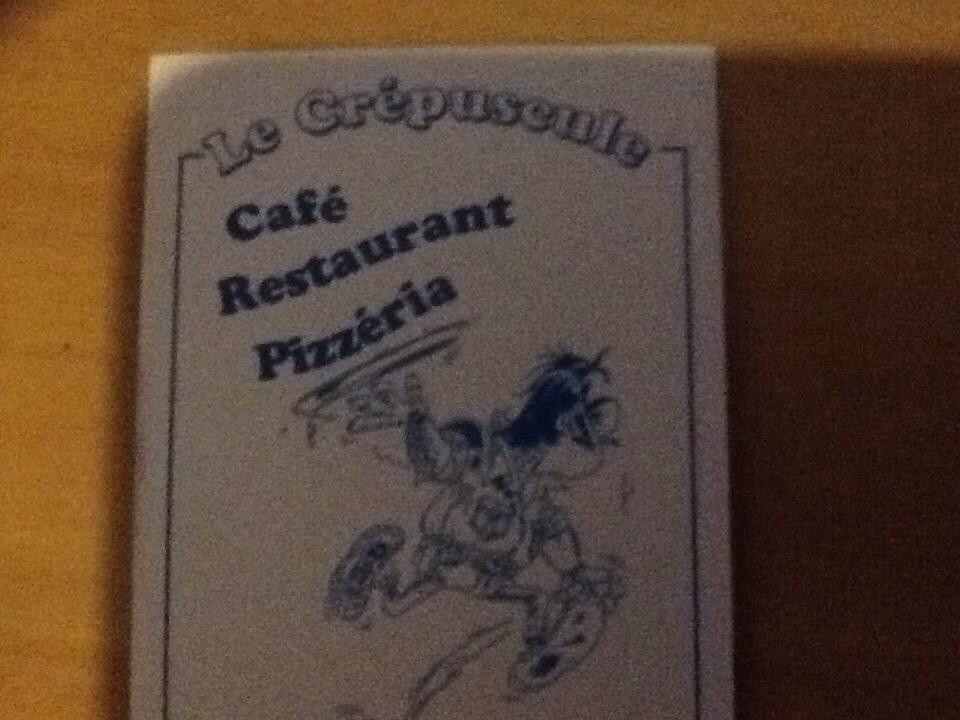 Le Crépuscule
Café
Restaurant
Pizzéria